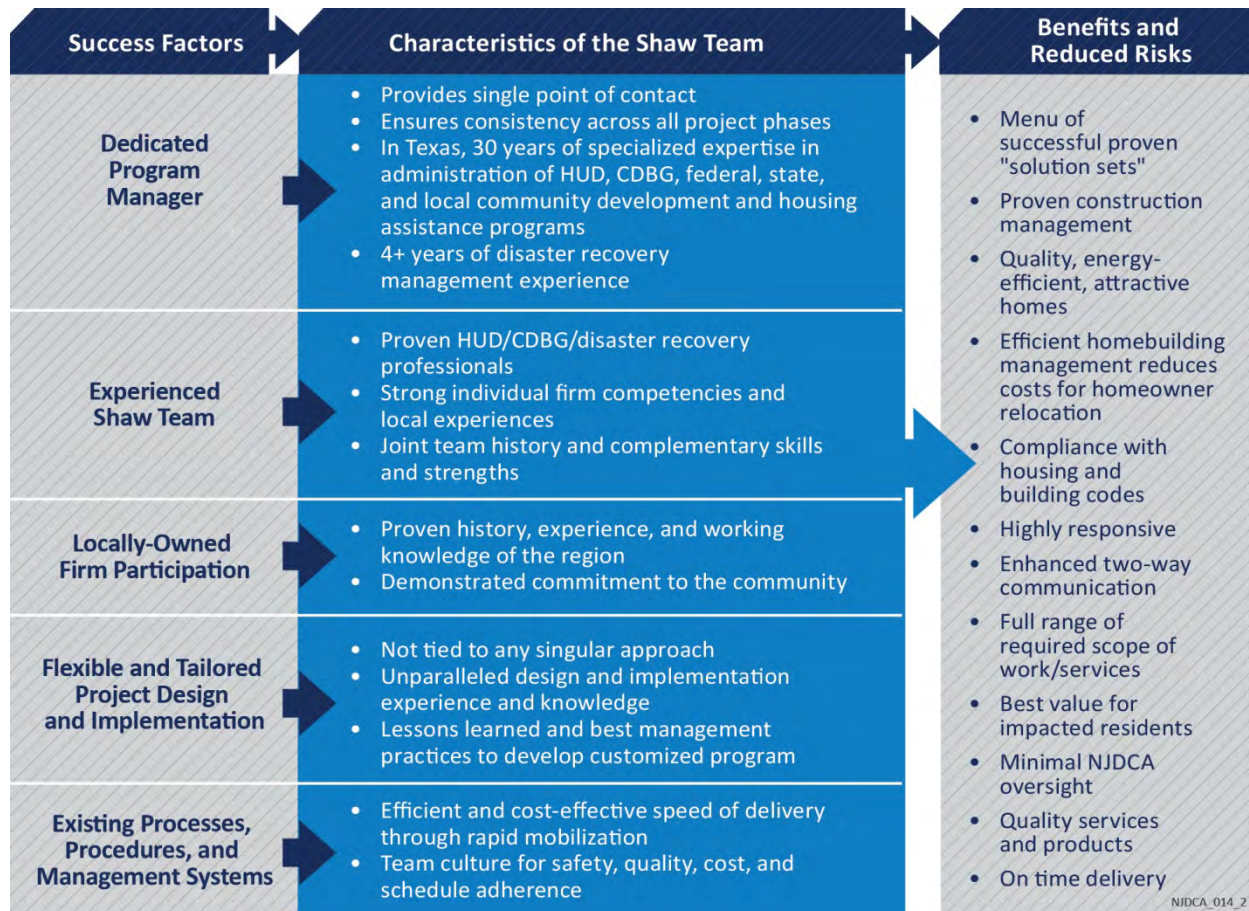 Success Factors
Characteristics of the Shaw Team
Benefits and
Reduced Risks
Dedicated
Program
Manager
• Provides single point of contact
• Ensures consistency across all project phases
• In Texas, 30 years of specialized expertise in
administration of HUD, CDBG, federal, state,
and local community development and housing
assistance programs
• 4+ years of disaster recovery
management experience
Experienced
Shaw Team
• Proven HUD/CDBG/disaster recovery
professionals
• Strong individual firm competencies and
local experiences
• Joint team history and complementary skills
and strengths
Locally-Owned
Firm Participation
• Proven history, experience, and working
knowledge of the region
• Demonstrated commitment to the community
Flexible and Tailored
Project Design
and Implementation
• Not tied to any singular approach
• Unparalleled design and implementation
experience and knowledge
• Lessons learned and best management
practices to develop customized program
Existing Processes,
Procedures, and
Management Systems
• Efficient and cost-effective speed of delivery
through rapid mobilization
• Team culture for safety, quality, cost, and
schedule adherence
• Menu of
successful proven
"solution sets"
• Proven construction
management
• Quality, energy-
efficient, attractive
homes
• Efficient homebuilding
management reduces
costs for homeowner
relocation
• Compliance with
housing and
building codes
• Highly responsive
• Enhanced two-way
communication
• Full range of
required scope of
work/services
• Best value for
impacted residents
• Minimal NJDCA
oversight
• Quality services
and products
• On time delivery
NJDCA_014_2